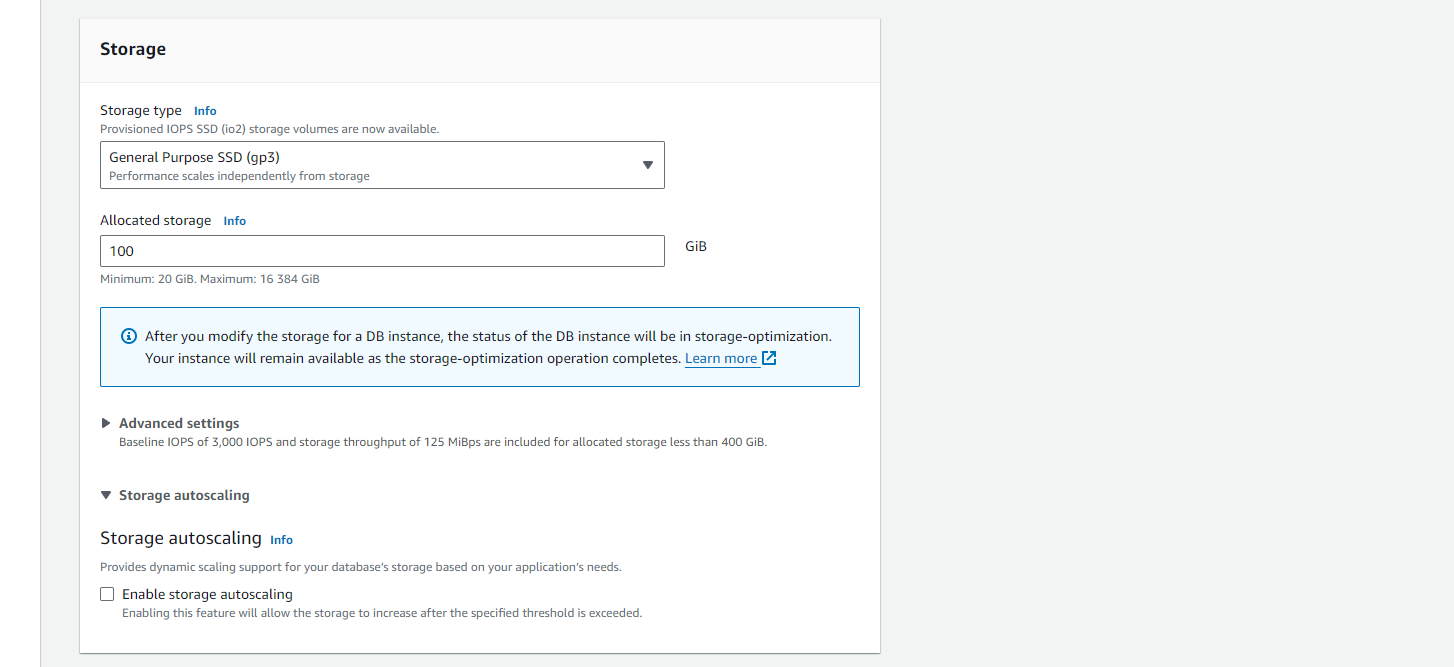 Storage
Storage type Info
Provisioned IOPS SSD (io2) storage volumes are now available.
General Purpose SSD (gp3)
Performance scales independently from storage
Allocated storage Info
100
GiB
Minimum: 20 GiB. Maximum: 16 384 GiB
After you modify the storage for a DB instance, the status of the DB instance will be in storage-optimization.
Your instance will remain available as the storage-optimization operation completes. Learn more
Advanced settings
Baseline IOPS of 3,000 IOPS and storage throughput of 125 MiBps are included for allocated storage less than 400 GiB.
Storage autoscaling
Storage autoscaling Info
Provides dynamic scaling support for your database's storage based on your application's needs.
Enable storage autoscaling
Enabling this feature will allow the storage to increase after the specified threshold is exceeded.